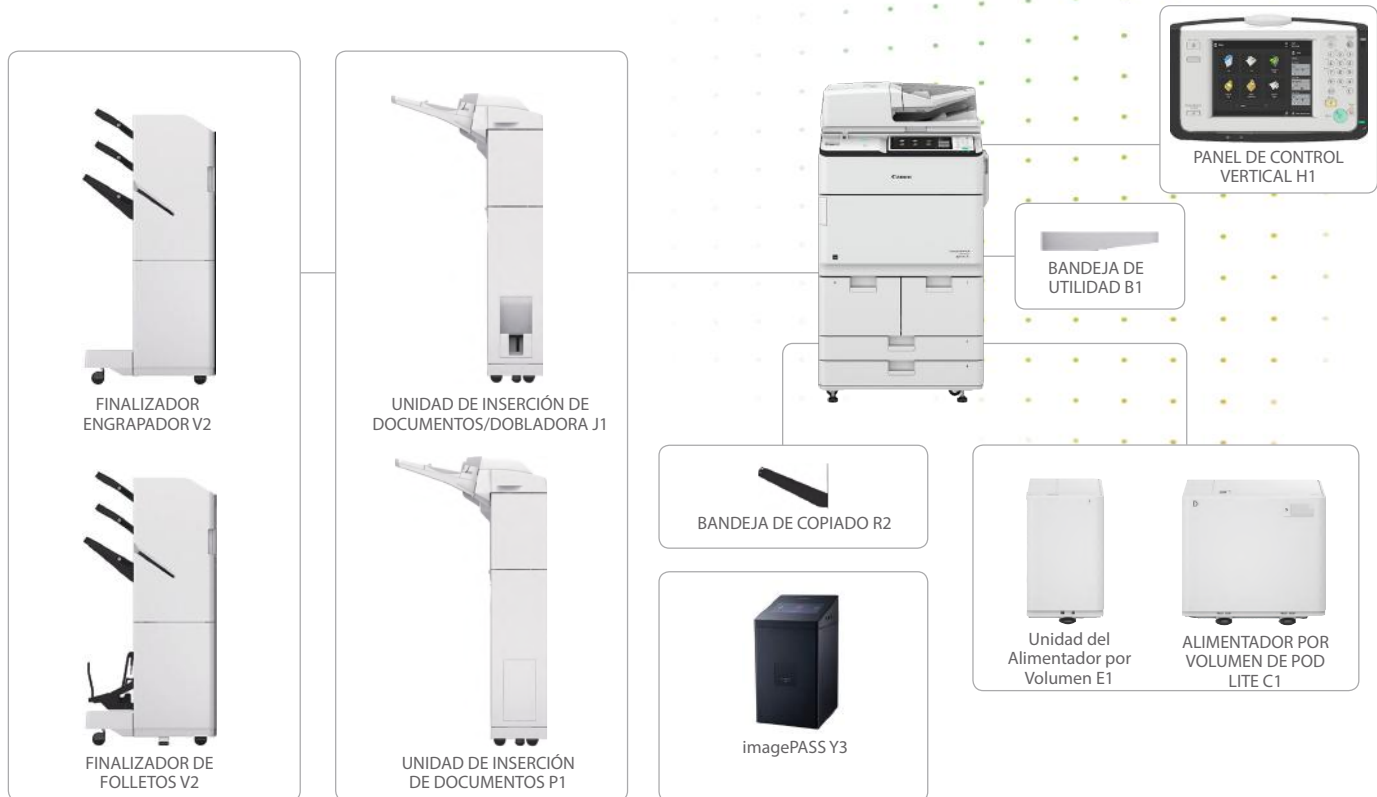 PANEL DE CONTROL
VERTICAL H1
Canon
BANDEJA DE
UTILIDAD B1
FINALIZADOR
ENGRAPADOR V2
UNIDAD DE INSERCIÓN DE
DOCUMENTOS/DOBLADORA J1
BANDEJA DE COPIADO R2
D
Unidad del
Alimentador por
Volumen E1
ALIMENTADOR POR
VOLUMEN DE POD
LITE C1
imagePASS Y3
FINALIZADOR DE
FOLLETOS V2
UNIDAD DE INSERCIÓN
DE DOCUMENTOS P1